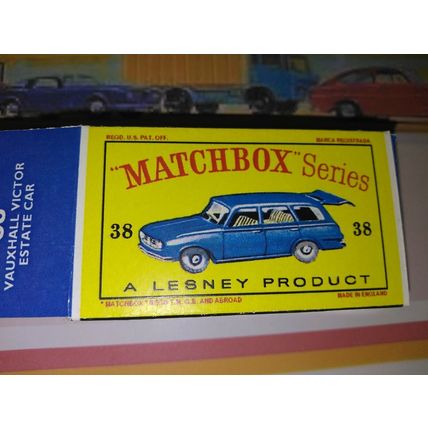 REGD. U.S. PAT. OFF.
MARCA REGISTRADA
"MATCHBOX" Series
38
38
A LESNEY PRODUCT
"MATCHBOX" REGD T.M. G.B. AND ABROAD
MADE IN ENGLAND
VAUXHALL VICTOR
ESTATE CAR